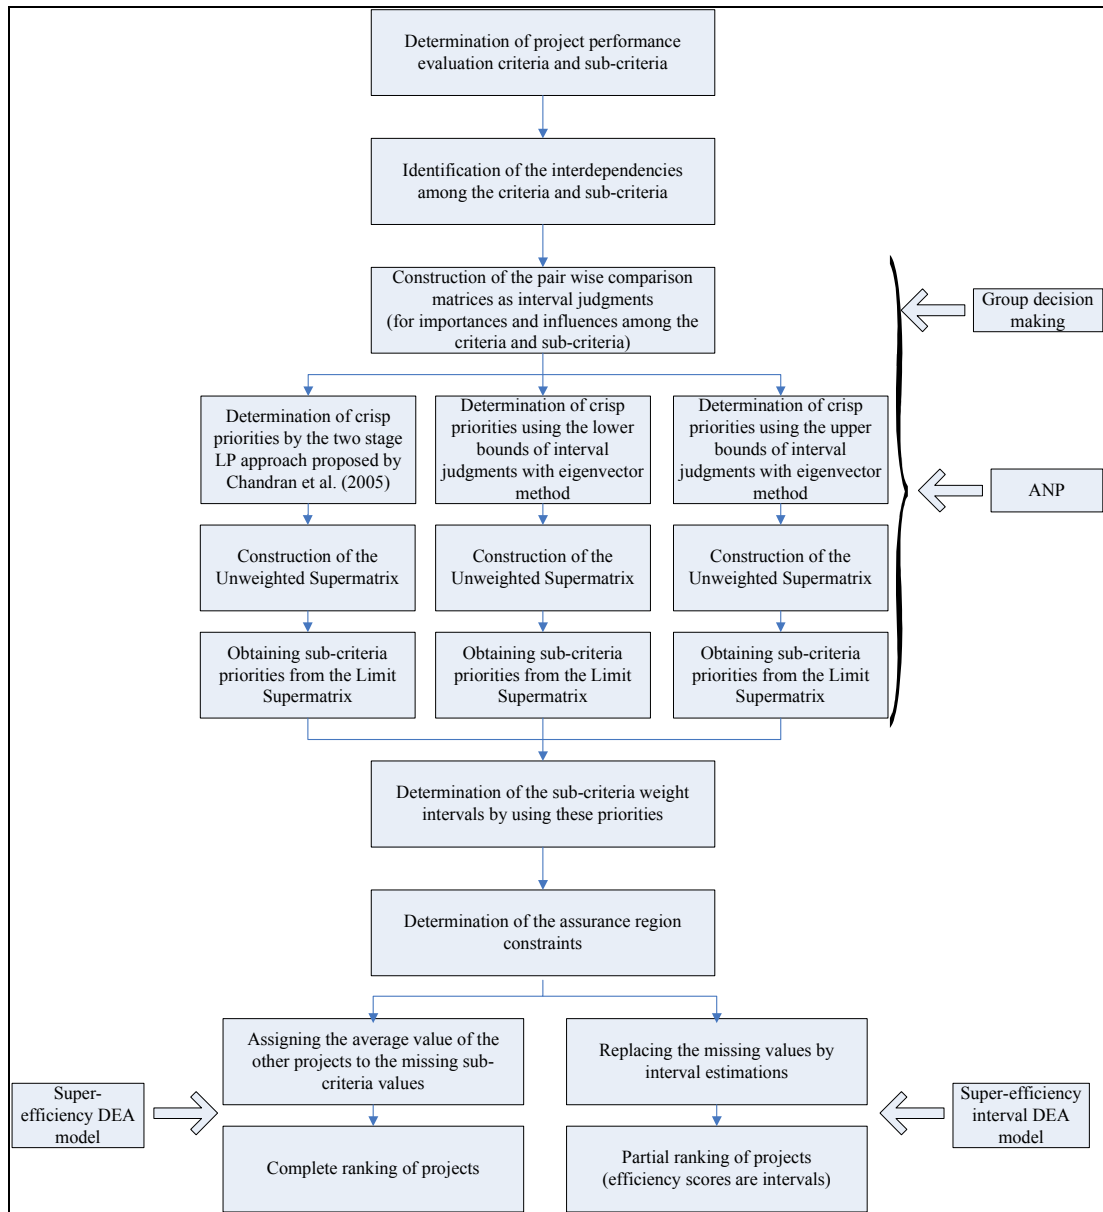 Determination of project performance
evaluation criteria and sub-criteria
Identification of the interdependencies
among the criteria and sub-criteria
Construction of the pair wise comparison
matrices as interval judgments
(for importances and influences among the
criteria and sub-criteria)
Group decision
making
Determination of crisp
priorities by the two stage
LP approach proposed by
Chandran et al. (2005)
Determination of crisp
priorities using the lower
bounds of interval
judgments with eigenvector
method
Determination of crisp
priorities using the upper
bounds of interval
judgments with eigenvector
method
ANP
Construction of the
Unweighted Supermatrix
Construction of the
Unweighted Supermatrix
Construction of the
Unweighted Supermatrix
Obtaining sub-criteria
priorities from the Limit
Supermatrix
Obtaining sub-criteria
priorities from the Limit
Supermatrix
Obtaining sub-criteria
priorities from the Limit
Supermatrix
Determination of the sub-criteria weight
intervals by using these priorities
Determination of the assurance region
constraints
Assigning the average value of the
other projects to the missing sub-
criteria values
Replacing the missing values by
interval estimations
Super-
efficiency DEA
model
Super-efficiency
interval DEA
model
Complete ranking of projects
Partial ranking of projects
(efficiency scores are intervals)